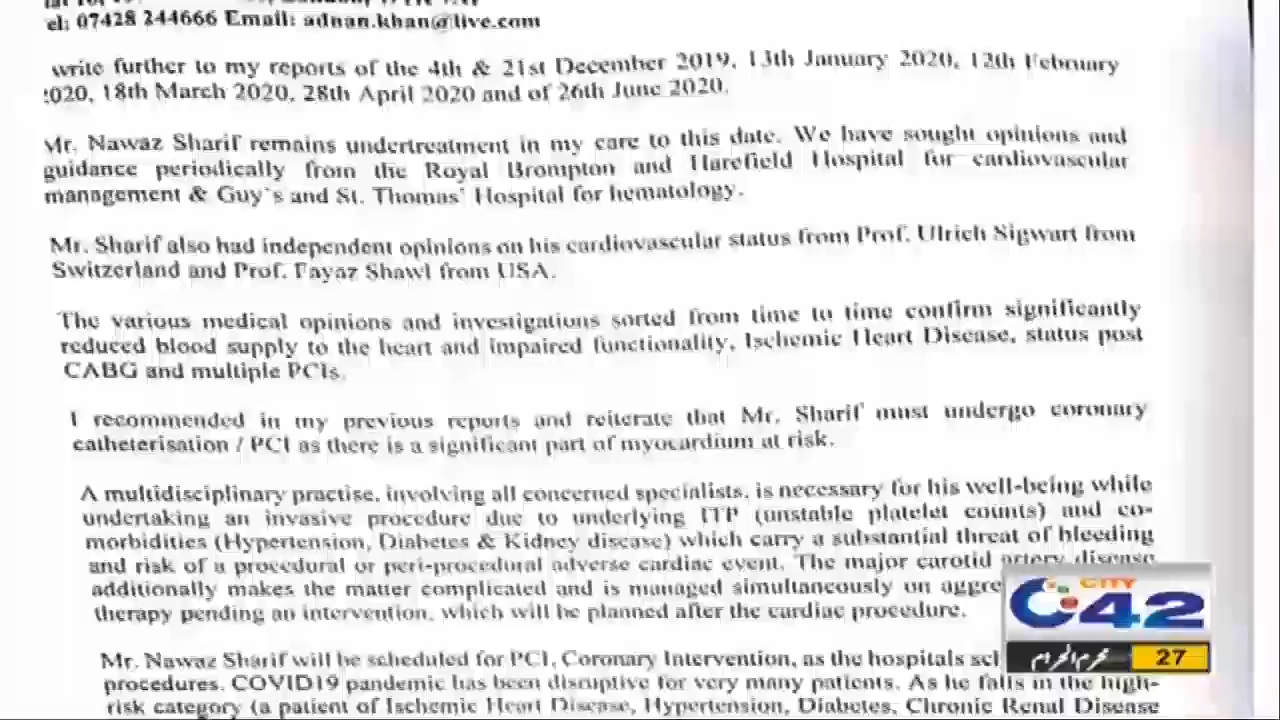 el: 07428 244666 Email: adnan.khan@live.com
write further to my reports of the 4th & 21st December 2019, 13th January 2020, 12th February
2020, 18th March 2020, 28th April 2020 and of 26th June 2020.
Mr. Nawaz Sharif remains undertreatment in my care to this date. We have sought opinions and
guidance periodically from the Royal Brompton and Harefield Hospital for cardiovascular
management & Guy's and St. Thomas' Hospital for hematology.
Mr. Sharif also had independent opinions on his cardiovascular status from Prof. Ulrich Sigwart from
Switzerland and Prof. Fayaz Shawl from USA.
The various medical opinions and investigations sorted from time to time confirm significantly
reduced blood supply to the heart and impaired functionality, Ischemic Heart Disease, status post
CABG and multiple PCIs.
I recommended in my previous reports and reiterate that Mr. Sharif must undergo coronary
catheterisation / PCI as there is a significant part of myocardium at risk.
A multidisciplinary practise, involving all concerned specialists, is necessary for his well-being while
undertaking an invasive procedure due to underlying ITP (unstable platelet counts) and co-
morbidities (Hypertension, Diabetes & Kidney disease) which carry a substantial threat of bleeding
and risk of a procedural or peri-procedural adverse cardiac event. The major carotid artery disease
additionally makes the matter complicated and is managed simultaneously on aggre
therapy pending an intervention, which will be planned after the cardiac procedure.
Mr. Nawaz Sharif will be scheduled for PCI, Coronary Intervention, as the hospitals sch
procedures. COVID19 pandemic has been disruptive for very many patients. As he falls in the high-
risk category (a patient of Ischemic Heart Disease, Hypertension, Diabetes, Chronic Renal Disease
CITY
C42
محرم الحرام 27